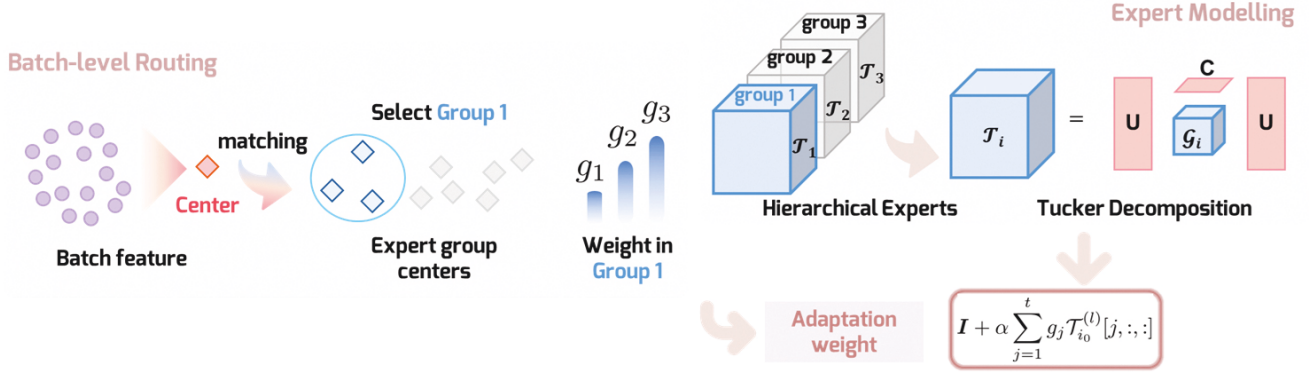 Batch-level Routing
matching
Center
Batch feature
Select Group 1
Expert group
centers
g₁
g₂
g₃
Weight in
Group 1
Expert Modelling
group 3
group 2
group 1
𝒯₃
𝒯₂
𝒯₁
Hierarchical Experts
𝒯ᵢ
=
U
C
𝒢ᵢ
U
Tucker Decomposition
Adaptation
weight
I + α ∑_{j=1}^{t} g_j 𝒯_{i_0}^{(l)}[j,:,:]